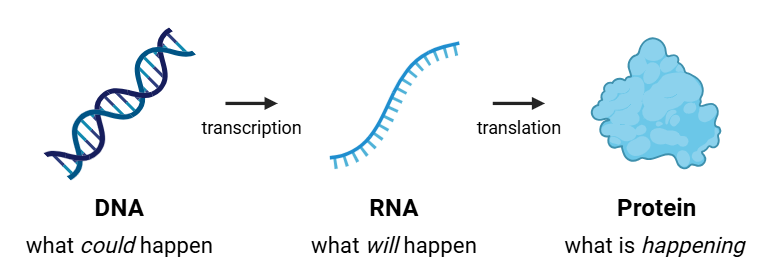 transcription
translation
DNA
RNA
Protein
what could happen
what will happen
what is happening